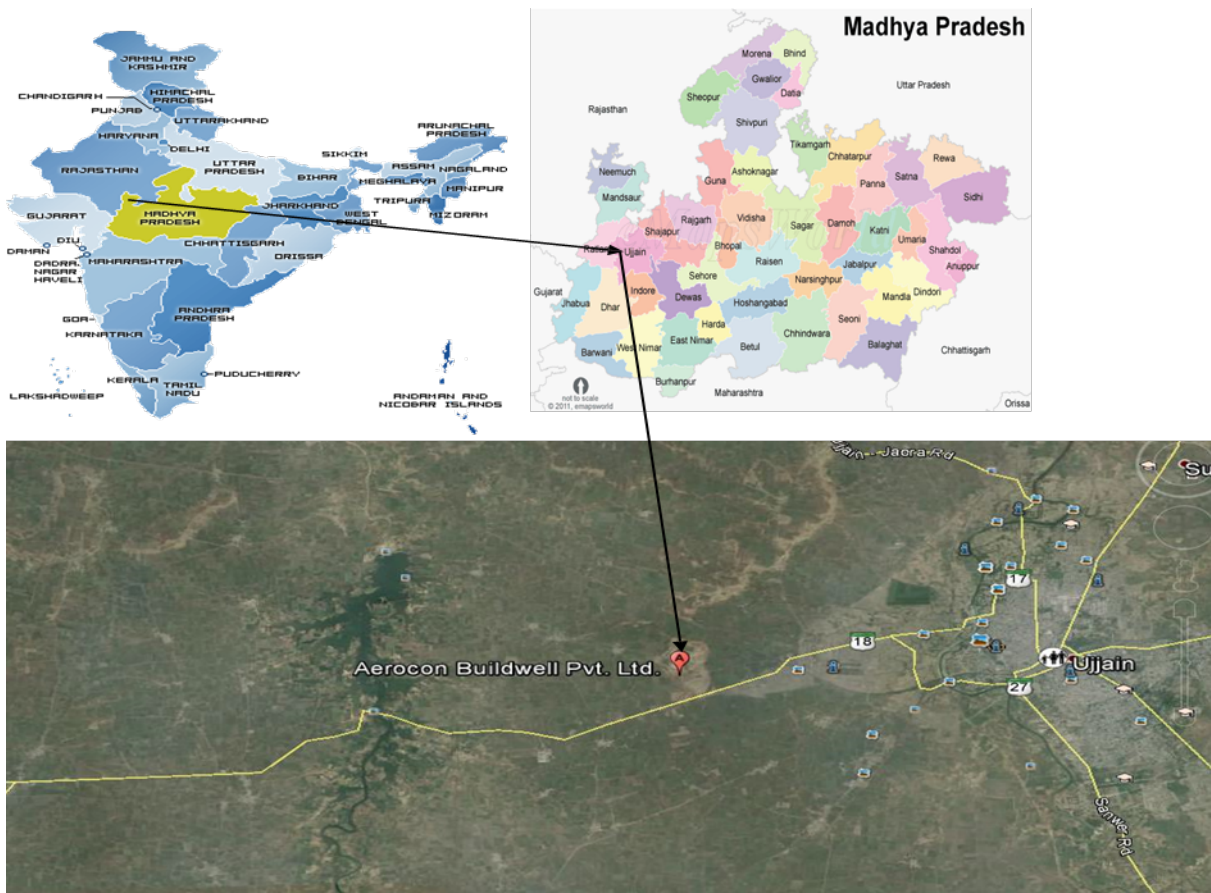 JAMMU AND
KASHMIR
CHANDIGARH
HIMACHAL
PRADESH
PUNJAB
UTTARAKHAND
HARYANA
DELHI
ARUNACHAL
PRADESH
SIKKIM
RAJASTHAN
UTTAR
PRADESH
ASSAM
NAGALAND
BIHAR
MEGHALAYA
MANIPUR
TRIPURA
MIZORAM
JHARKHAND
WEST
BENGAL
GUJARAT
MADHYA
PRADESH
CHHATTISGARH
ORISSA
DIU
DAMAN
DADRA,
NAGAR
HAVELI
MAHARASHTRA
ANDHRA
PRADESH
GOA
KARNATAKA
KERALA
TAMIL
NADU
PUDUCHERRY
LAKSHADWEEP
ANDAMAN AND
NICOBAR ISLANDS
Madhya Pradesh
Morena
Bhind
Gwalior
Datia
Sheopur
Uttar Pradesh
Rajasthan
Shivpuri
Tikamgarh
Chhatarpur
Rewa
Neemuch
Guna
Ashoknagar
Panna
Satna
Sidhi
Mandsaur
Rajgarh
Vidisha
Sagar
Damoh
Katni
Umaria
Shahdol
Shajapur
Ratlam
Ujjain
Bhopal
Raisen
Jabalpur
Anuppur
Sehore
Narsinghpur
Dindori
Gujarat
Jhabua
Dhar
Indore
Dewas
Hoshangabad
Mandla
Harda
Seoni
Chhindwara
Barwani
West Nimar
East Nimar
Betul
Balaghat
Chhattisgarh
Burhanpur
Maharashtra
not to scale
© 2011, emapsworld
Orissa
Ujjain - Jaora Rd
Su
17
18
Aerocon Buildwell Pvt. Ltd.
A
Ujjain
27
Sanwer Rd